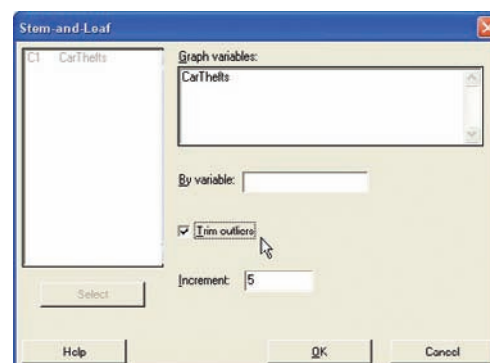 Stem-and-Leaf
C1 CarThefts
Graph variables:
CarThefts
By variable:
Trim outliers
Increment: 5
Select
Help OK Cancel